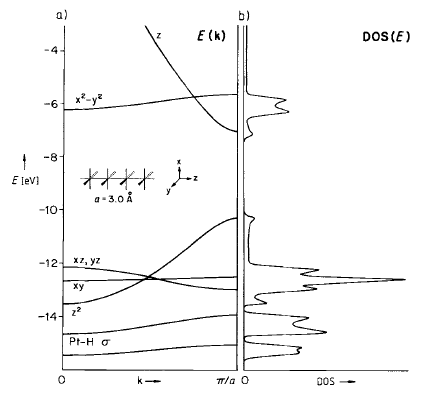 a)
b)
E(k)
DOS(E)
-4
z
x²-y²
-6
-8
E [eV]
x
z
y
a = 3.0 Å
-10
xz, yz
-12
xy
z²
-14
Pt-H σ
0
k →
π/a
0
DOS →